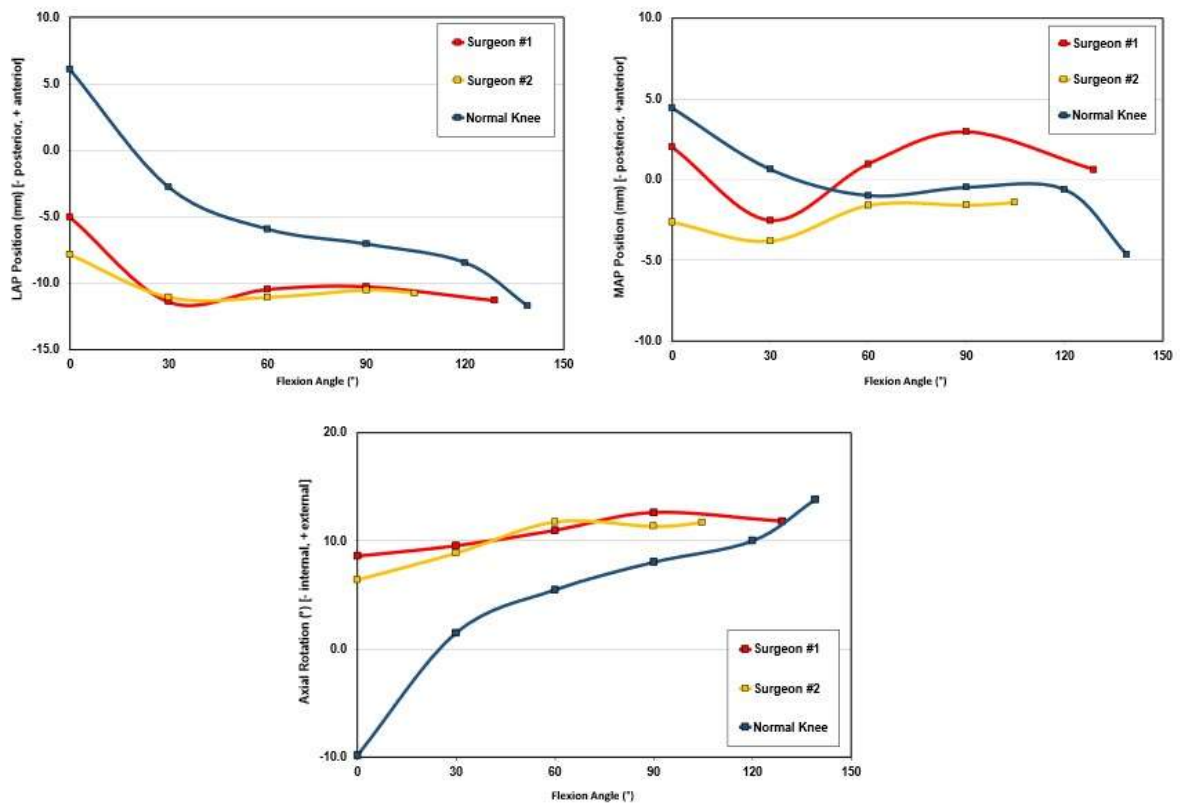 LAP Position (mm) [- posterior, + anterior]
10.0
5.0
0.0
-5.0
-10.0
-15.0
0 30 60 90 120 150
Flexion Angle (°)
Surgeon #1
Surgeon #2
Normal Knee
MAP Position (mm) [- posterior, +anterior]
10.0
5.0
0.0
-5.0
-10.0
0 30 60 90 120 150
Flexion Angle (°)
Surgeon #1
Surgeon #2
Normal Knee
Axial Rotation (°) [- internal, + external]
20.0
10.0
0.0
-10.0
0 30 60 90 120 150
Flexion Angle (°)
Surgeon #1
Surgeon #2
Normal Knee